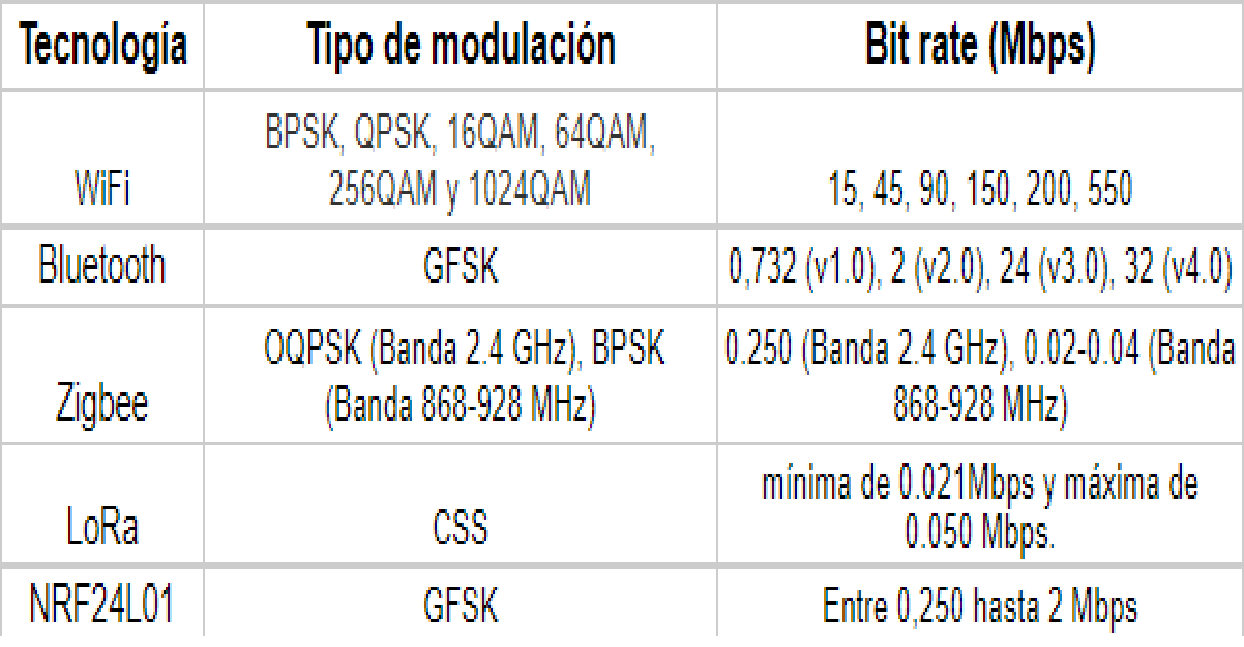 Tecnología Tipo de modulación Bit rate (Mbps)
BPSK, QPSK, 16QAM, 64QAM,
WiFi 256QAM y 1024QAM 15, 45, 90, 150, 200, 550
Bluetooth GFSK 0,732 (v1.0), 2 (v2.0), 24 (v3.0), 32 (v4.0)
OQPSK (Banda 2.4 GHz), BPSK 0.250 (Banda 2.4 GHz), 0.02-0.04 (Banda
Zigbee (Banda 868-928 MHz) 868-928 MHz)
mínima de 0.021Mbps y máxima de
LoRa CSS 0.050 Mbps.
NRF24L01 GFSK Entre 0,250 hasta 2 Mbps